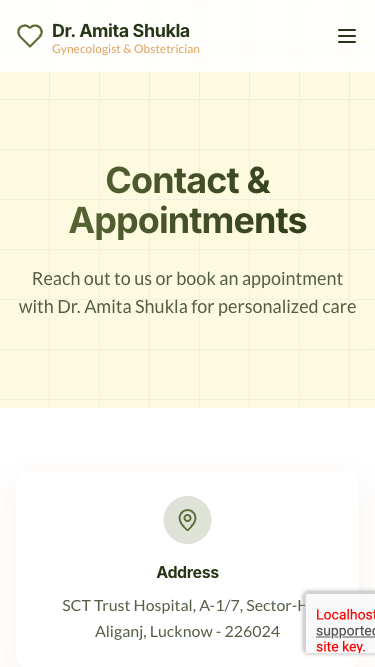 Dr. Amita Shukla
Gynecologist & Obstetrician
Contact &
Appointments
Reach out to us or book an appointment
with Dr. Amita Shukla for personalized care
Address
SCT Trust Hospital, A-1/7, Sector-H
Aliganj, Lucknow - 226024
Localhost
supported
site key.